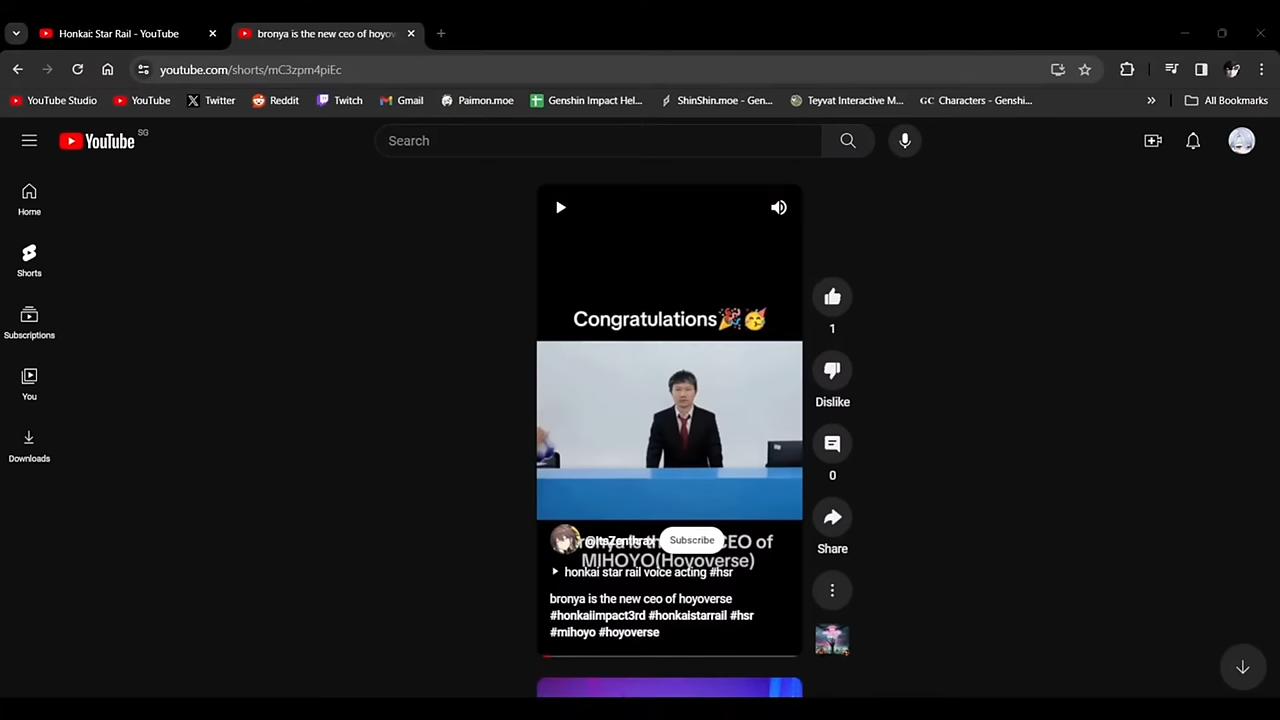 Honkai: Star Rail - YouTube
bronya is the new ceo of hoyov
youtube.com/shorts/mC3zpm4piEc
YouTube Studio
YouTube
Twitter
Reddit
Twitch
Gmail
Paimon.moe
Genshin Impact Hel...
ShinShin.moe - Gen...
Teyvat Interactive M...
GC Characters - Genshi...
All Bookmarks
YouTube SG
Search
Home
Shorts
Subscriptions
You
Downloads
Congratulations🎉🥳
1
Dislike
0
Share
Subscribe
CEO of
MIHOYO(Hoyoverse)
honkai star rail voice acting #hsr
bronya is the new ceo of hoyoverse
#honkaiimpact3rd #honkaistarrail #hsr
#mihoyo #hoyoverse